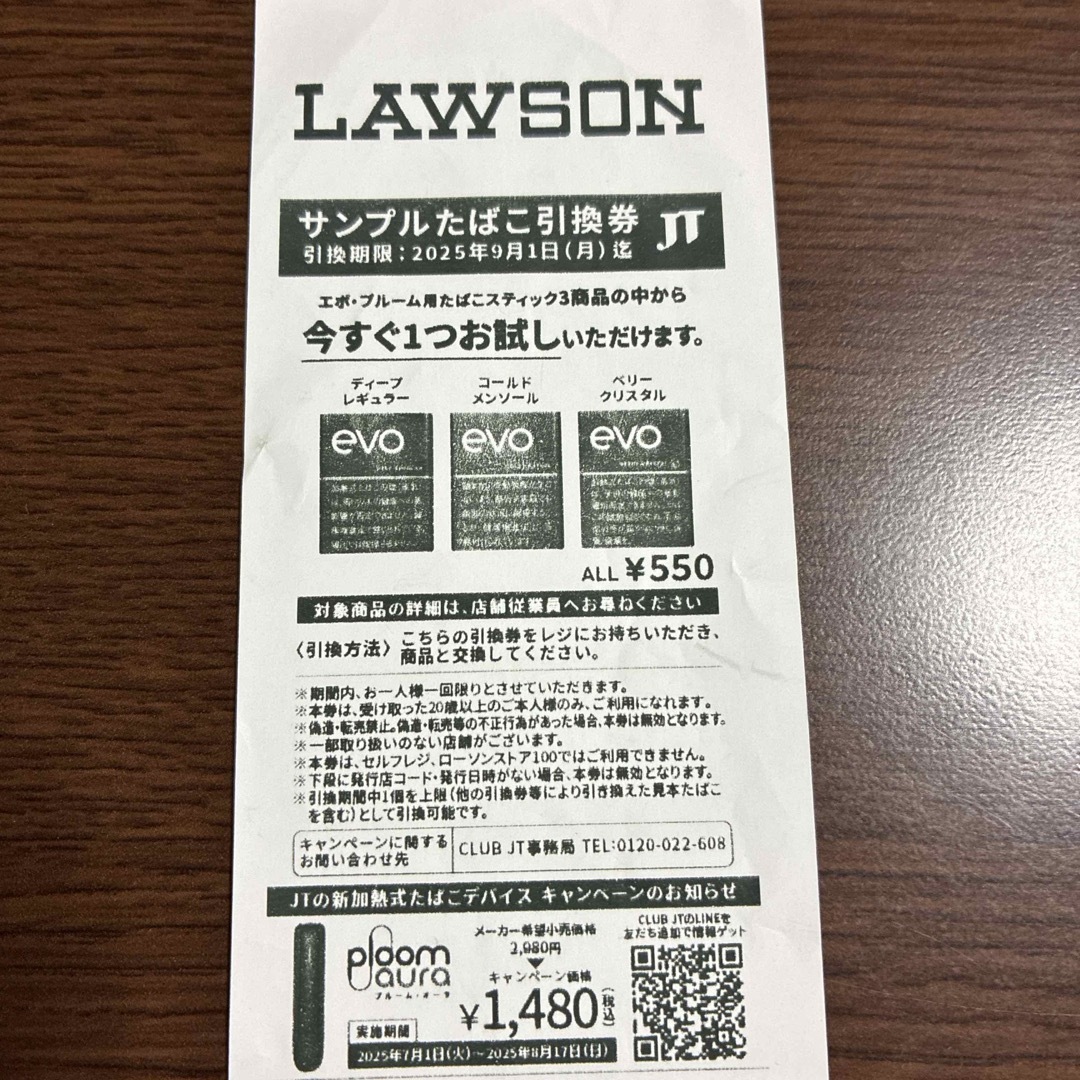 LAWSON
サンプルたばこ引換券 JT
引換期限：2025年9月1日(月)迄
エボ・プルーム用たばこスティック3商品の中から
今すぐ1つお試しいただけます。
ディープ
レギュラー
コールド
メンソール
ベリー
クリスタル
evo
evo
evo
ALL ¥550
対象商品の詳細は、店舗従業員へお尋ねください
〈引換方法〉こちらの引換券をレジにお持ちいただき、
商品と交換してください。
※期間内、お一人様一回限りとさせていただきます。
※本券は、受け取った20歳以上のご本人様のみ、ご利用になれます。
※偽造・転売禁止。偽造・転売等の不正行為があった場合、本券は無効となります。
※一部取り扱いのない店舗がございます。
※本券は、セルフレジ、ローソンストア100ではご利用できません。
※下段に発行店コード・発行日時がない場合、本券は無効となります。
※引換期間中1個を上限(他の引換券等により引き換えた見本たばこ
を含む)として引換可能です。
キャンペーンに関する
お問い合わせ先
CLUB JT事務局 TEL:0120-022-608
JTの新加熱式たばこデバイス キャンペーンのお知らせ
ploom
aura
プルーム・オーラ
メーカー希望小売価格
2,980円
キャンペーン価格
¥1,480(税込)
実施期間
2025年7月1日(火)～2025年8月17日(日)
CLUB JTのLINEを
友だち追加で情報ゲット